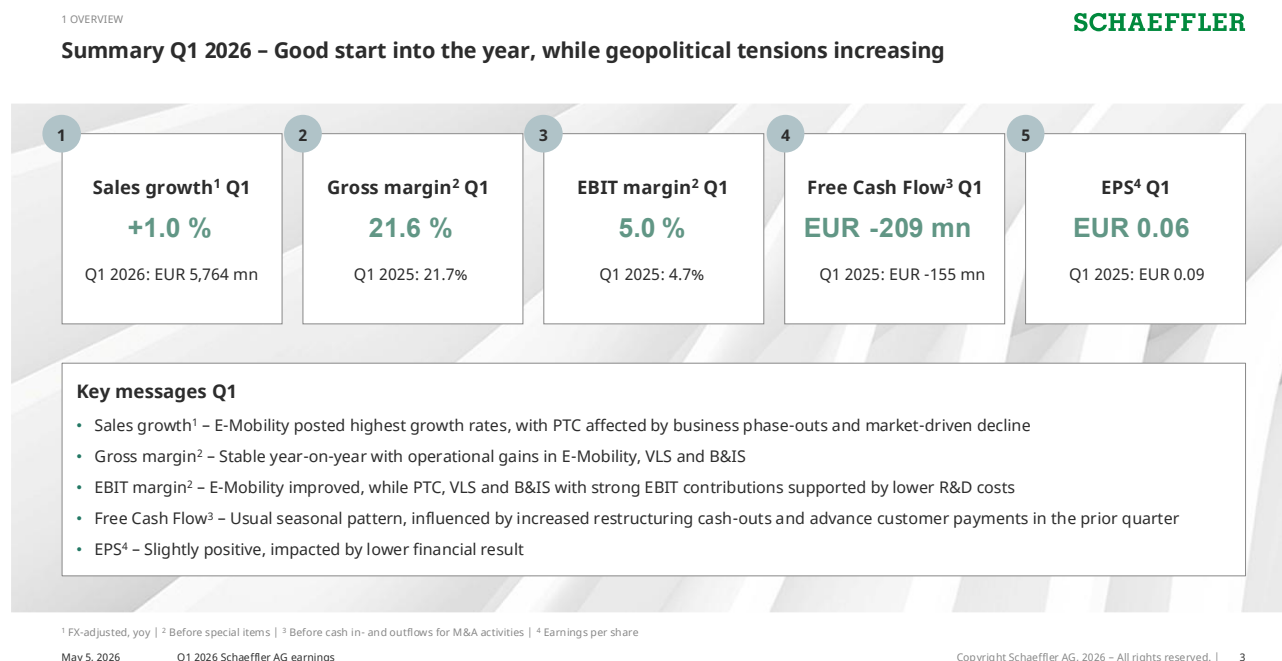 1 OVERVIEW
SCHAEFFLER
Summary Q1 2026 – Good start into the year, while geopolitical tensions increasing
1
Sales growth¹ Q1
+1.0 %
Q1 2026: EUR 5,764 mn
2
Gross margin² Q1
21.6 %
Q1 2025: 21.7%
3
EBIT margin² Q1
5.0 %
Q1 2025: 4.7%
4
Free Cash Flow³ Q1
EUR -209 mn
Q1 2025: EUR -155 mn
5
EPS⁴ Q1
EUR 0.06
Q1 2025: EUR 0.09
Key messages Q1
• Sales growth¹ – E-Mobility posted highest growth rates, with PTC affected by business phase-outs and market-driven decline
• Gross margin² – Stable year-on-year with operational gains in E-Mobility, VLS and B&IS
• EBIT margin² – E-Mobility improved, while PTC, VLS and B&IS with strong EBIT contributions supported by lower R&D costs
• Free Cash Flow³ – Usual seasonal pattern, influenced by increased restructuring cash-outs and advance customer payments in the prior quarter
• EPS⁴ – Slightly positive, impacted by lower financial result
¹ FX-adjusted, yoy | ² Before special items | ³ Before cash in- and outflows for M&A activities | ⁴ Earnings per share
May 5, 2026 Q1 2026 Schaeffler AG earnings Copyright Schaeffler AG, 2026 – All rights reserved. | 3